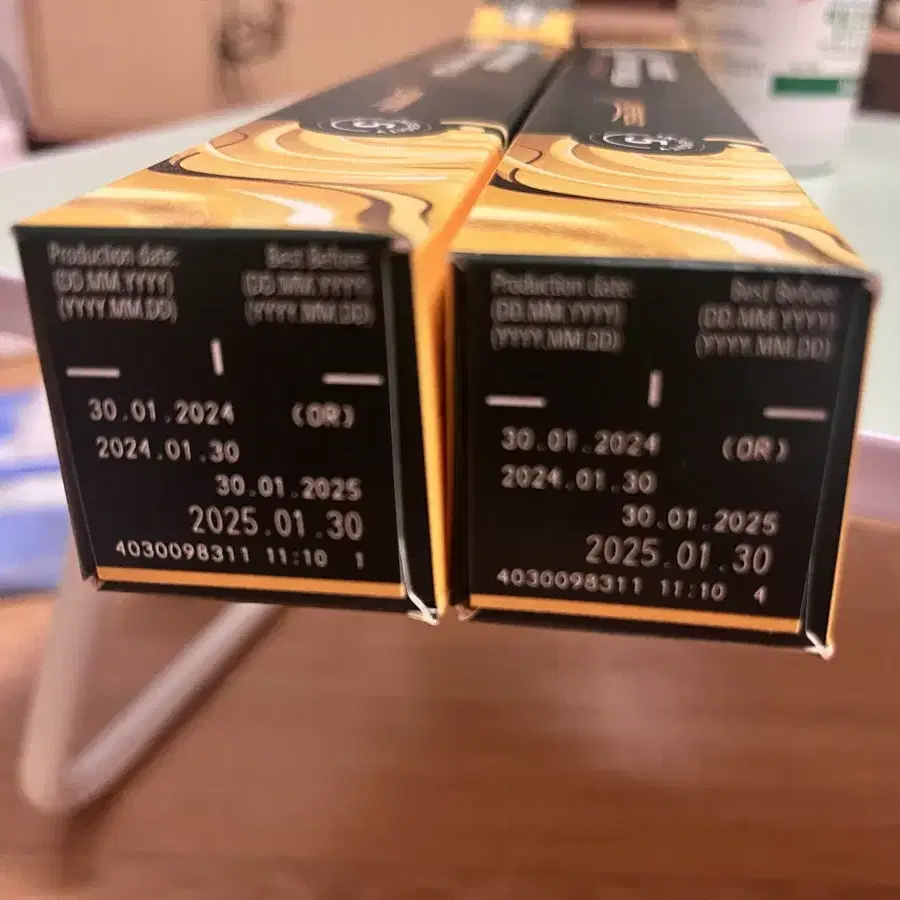 Production date:
(DD.MM.YYYY)
(YYYY.MM.DD)
Best Before:
(DD.MM.YYYY)
(YYYY.MM.DD)
30.01.2024 (OR)
2024.01.30
30.01.2025
2025.01.30
4030098311 11:10 1
Production date:
(DD.MM.YYYY)
(YYYY.MM.DD)
Best Before:
(DD.MM.YYYY)
(YYYY.MM.DD)
30.01.2024 (OR)
2024.01.30
30.01.2025
2025.01.30
4030098311 11:10 4